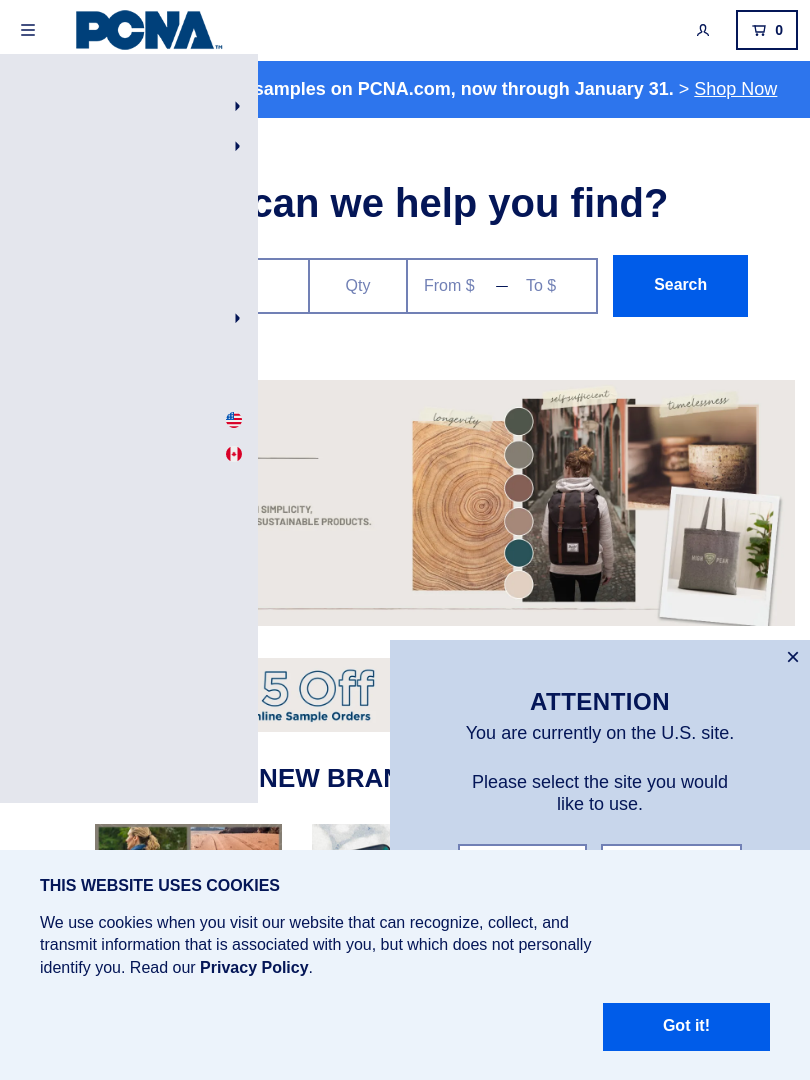 PCNA™
0
samples on PCNA.com, now through January 31. > Shop Now
can we help you find?
Qty
From $
To $
Search
longevity
self-sufficient
timelessness
SIMPLICITY,
SUSTAINABLE PRODUCTS.
HIGH PEAK
5 Off
nline Sample Orders
NEW BRAN
×
ATTENTION
You are currently on the U.S. site.
Please select the site you would
like to use.
THIS WEBSITE USES COOKIES
We use cookies when you visit our website that can recognize, collect, and
transmit information that is associated with you, but which does not personally
identify you. Read our Privacy Policy.
Got it!